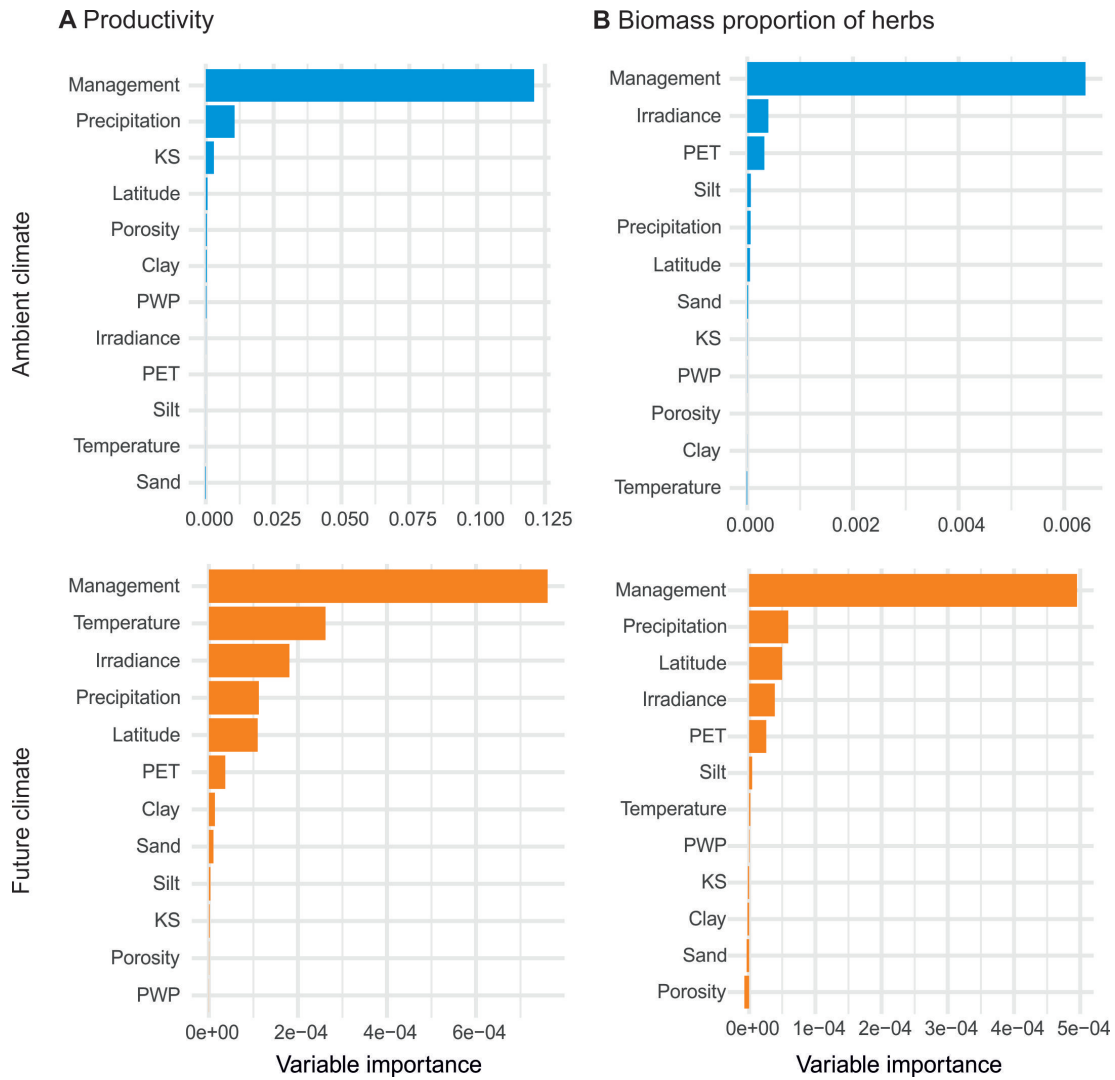 A Productivity
B Biomass proportion of herbs
Ambient climate
Management
Precipitation
KS
Latitude
Porosity
Clay
PWP
Irradiance
PET
Silt
Temperature
Sand
0.000 0.025 0.050 0.075 0.100 0.125
Management
Irradiance
PET
Silt
Precipitation
Latitude
Sand
KS
PWP
Porosity
Clay
Temperature
0.000 0.002 0.004 0.006
Future climate
Management
Temperature
Irradiance
Precipitation
Latitude
PET
Clay
Sand
Silt
KS
Porosity
PWP
0e+00 2e−04 4e−04 6e−04
Variable importance
Management
Precipitation
Latitude
Irradiance
PET
Silt
Temperature
PWP
KS
Clay
Sand
Porosity
0e+00 1e−04 2e−04 3e−04 4e−04 5e−04
Variable importance